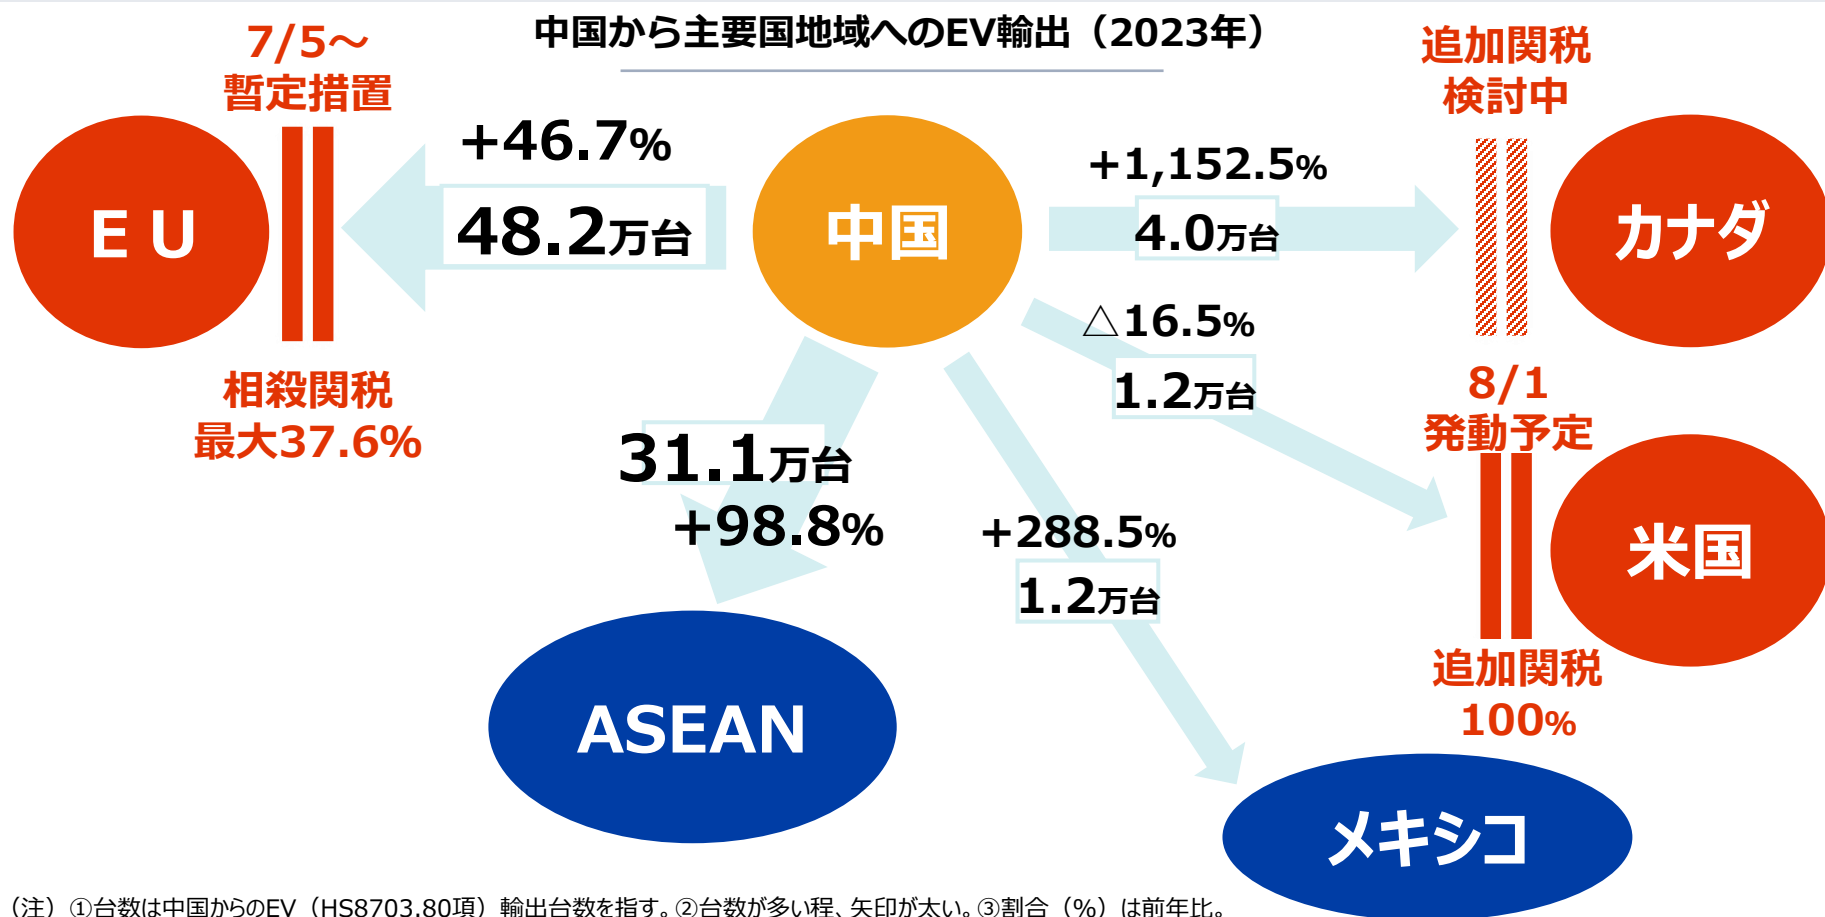 中国から主要国地域へのEV輸出（2023年）
7/5～
暫定措置
EU
相殺関税
最大37.6%
+46.7%
48.2万台
中国
+1,152.5%
4.0万台
追加関税
検討中
カナダ
△16.5%
1.2万台
8/1
発動予定
米国
追加関税
100%
31.1万台
+98.8%
ASEAN
+288.5%
1.2万台
メキシコ
（注）①台数は中国からのEV（HS8703.80項）輸出台数を指す。②台数が多い程、矢印が太い。③割合（%）は前年比。